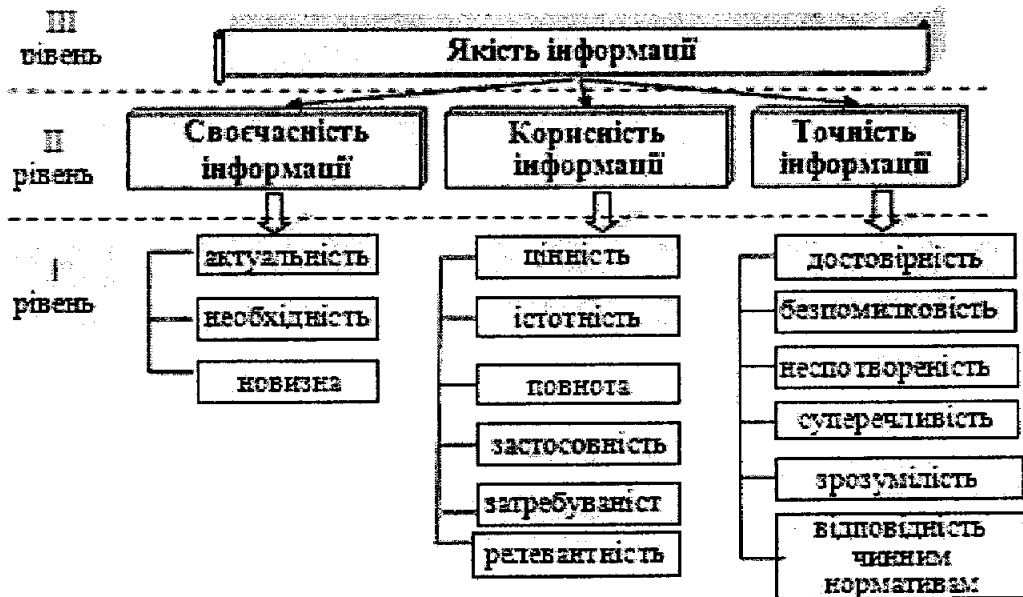 III
рівень
Якість інформації
II
рівень
Своєчасність
інформації
Корисність
інформації
Точність
інформації
I
рівень
актуальність
необхідність
новизна
цінність
істотність
повнота
застосовність
затребуваніст
релевантність
достовірність
безпомилковість
неспотвореність
суперечливість
зрозумілість
відповідність
чинним
нормативам